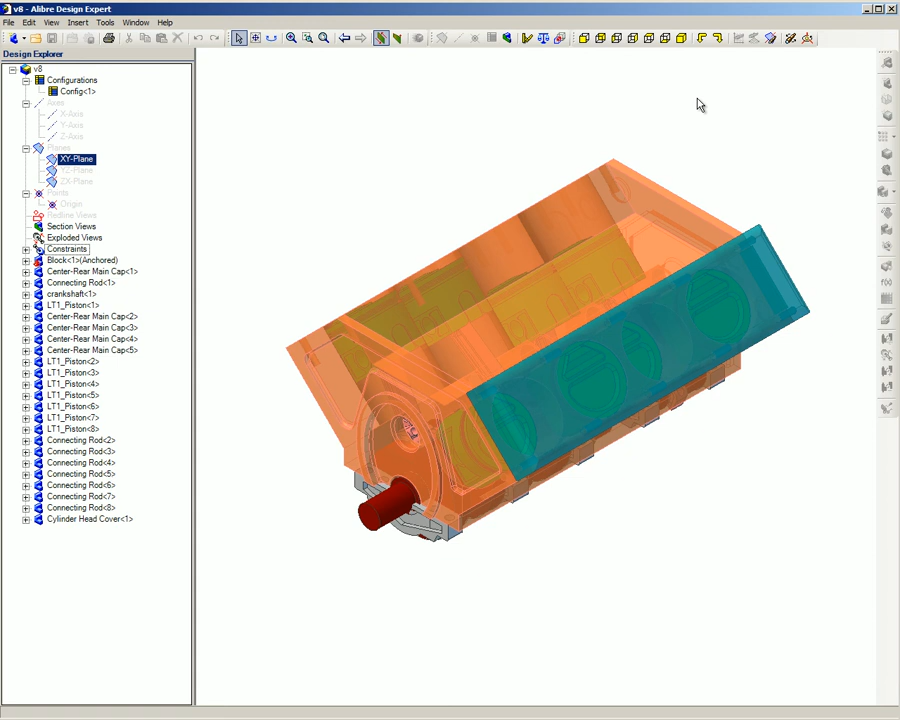 v8 - Alibre Design Expert
File Edit View Insert Tools Window Help
Design Explorer
v8
Configurations
Config<1>
Axes
X-Axis
Y-Axis
Z-Axis
Planes
XY-Plane
YZ-Plane
ZX-Plane
Points
Origin
Redline Views
Section Views
Exploded Views
Constraints
Block<1>(Anchored)
Center-Rear Main Cap<1>
Connecting Rod<1>
crankshaft<1>
LT1_Piston<1>
Center-Rear Main Cap<2>
Center-Rear Main Cap<3>
Center-Rear Main Cap<4>
Center-Rear Main Cap<5>
LT1_Piston<2>
LT1_Piston<3>
LT1_Piston<4>
LT1_Piston<5>
LT1_Piston<6>
LT1_Piston<7>
LT1_Piston<8>
Connecting Rod<2>
Connecting Rod<3>
Connecting Rod<4>
Connecting Rod<5>
Connecting Rod<6>
Connecting Rod<7>
Connecting Rod<8>
Cylinder Head Cover<1>